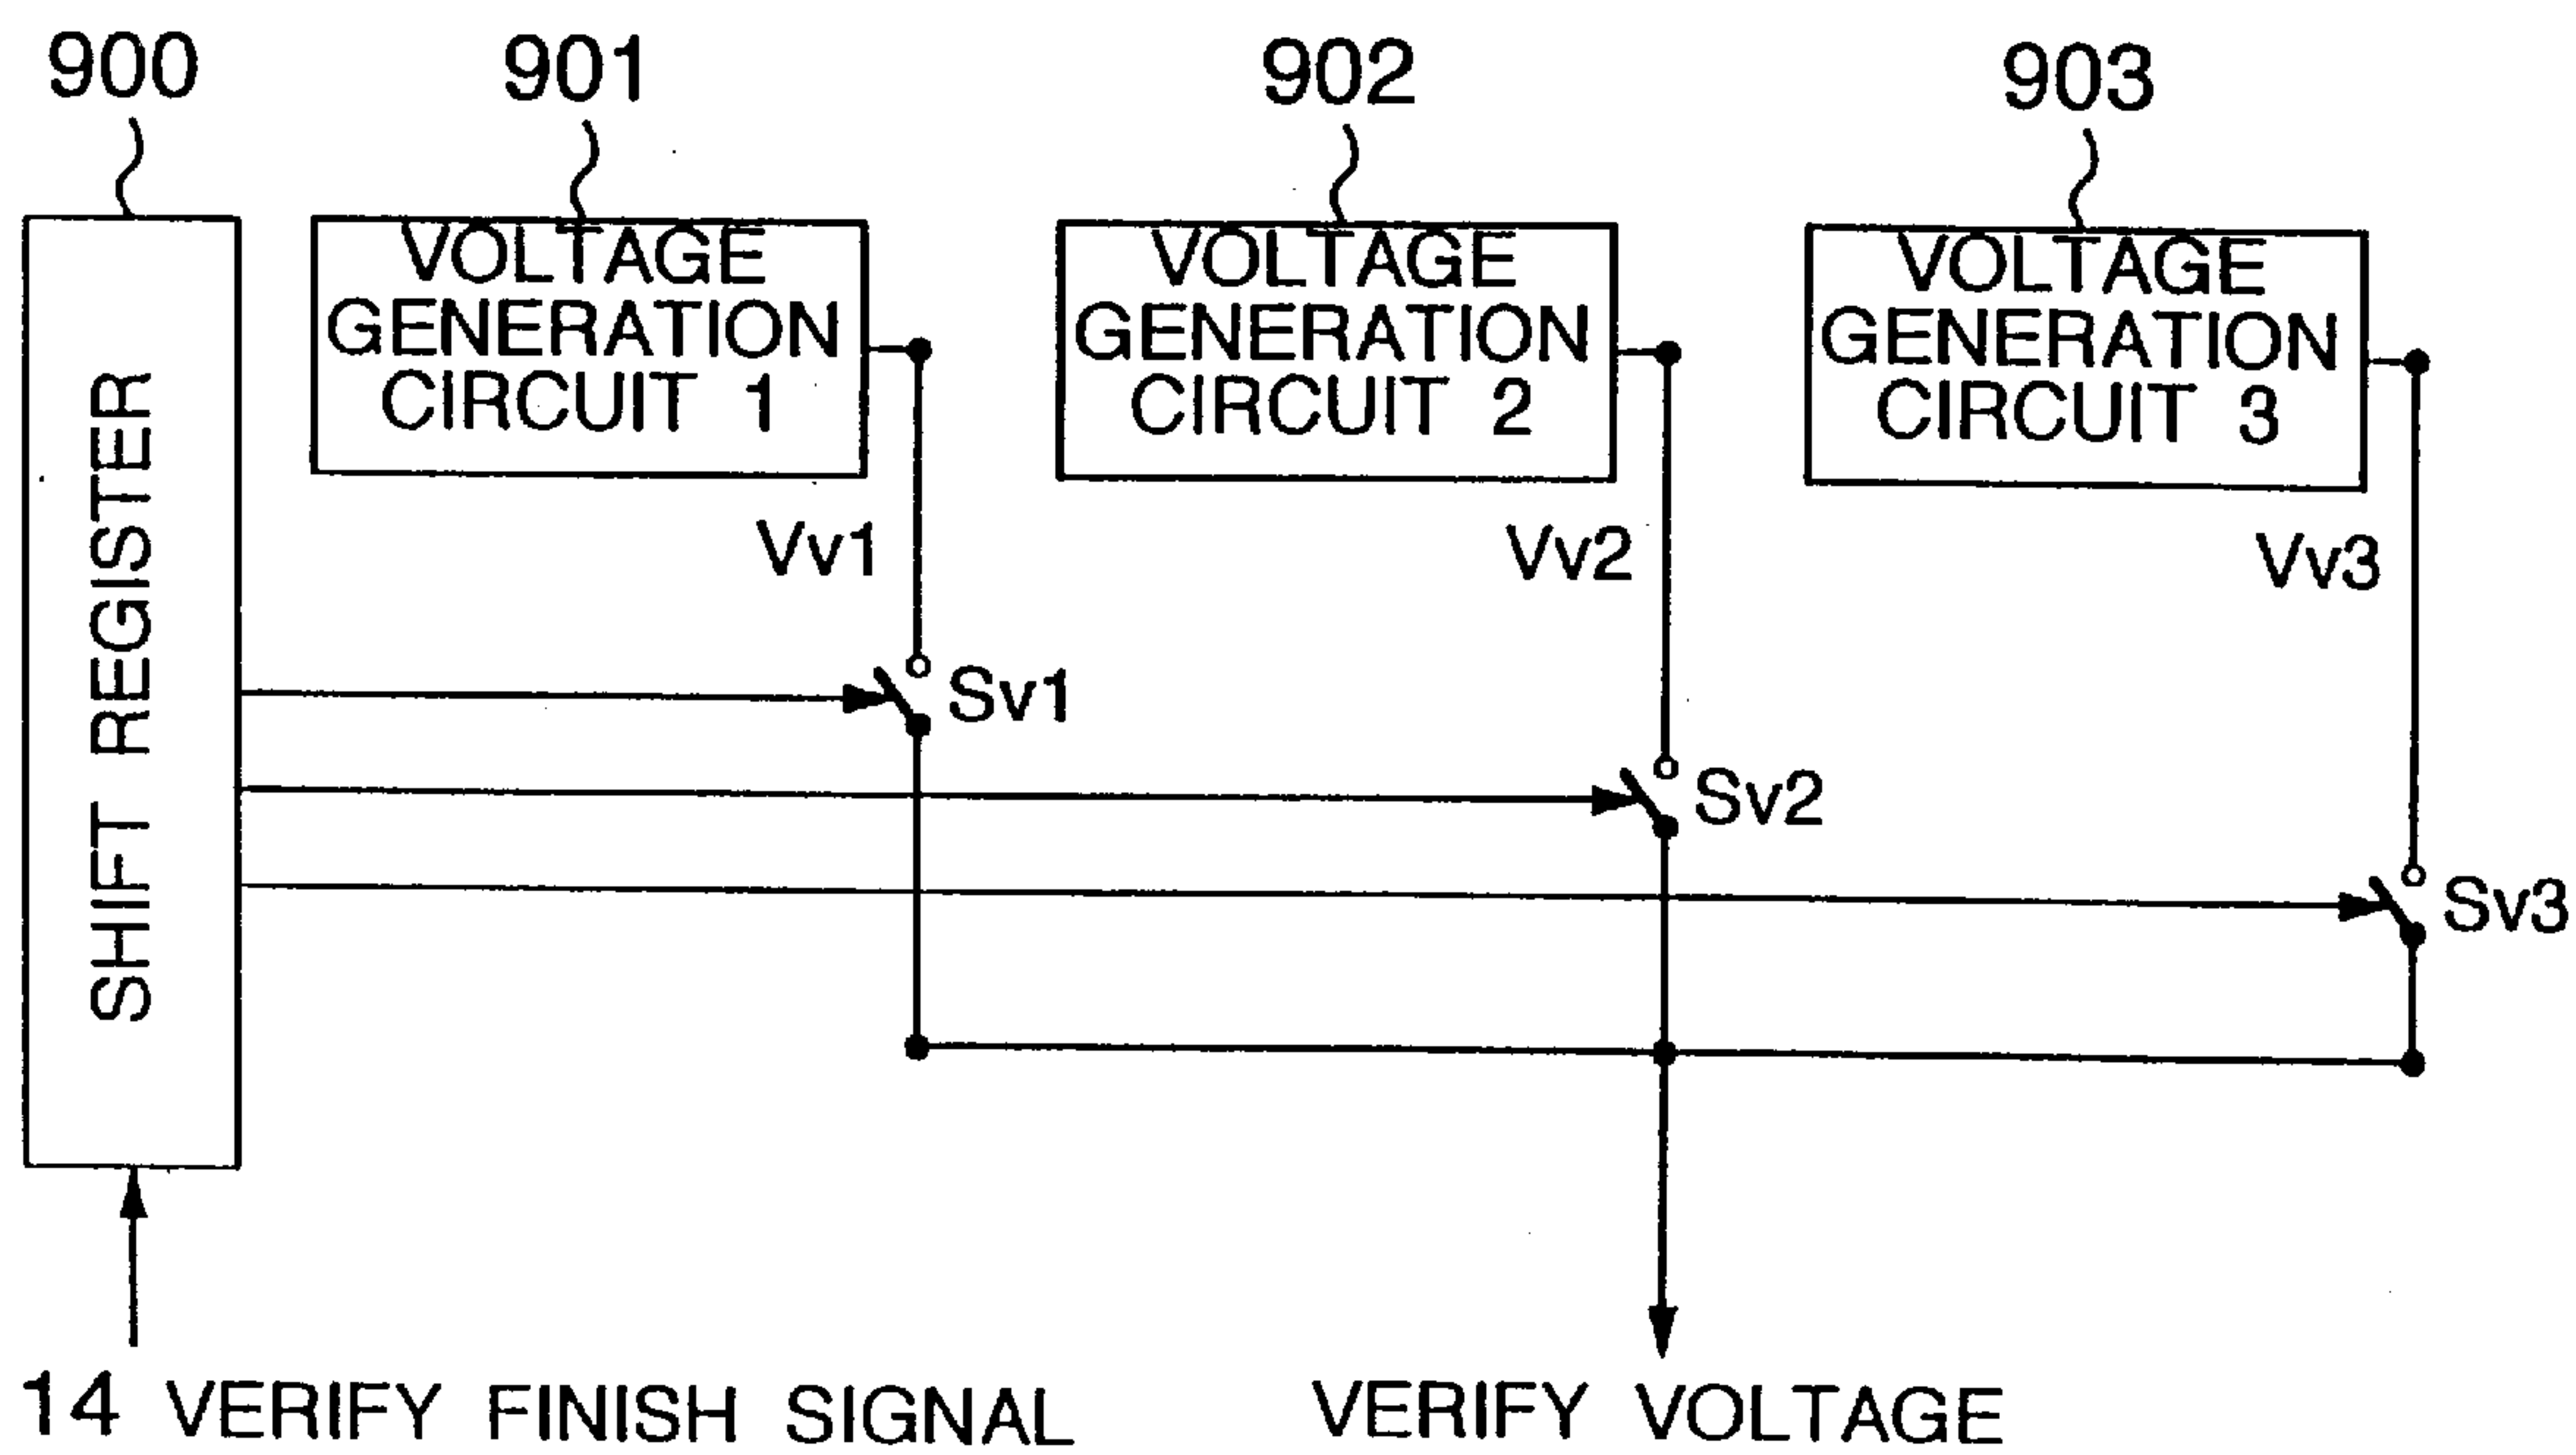 900
901
902
903
SHIFT REGISTER
VOLTAGE
GENERATION
CIRCUIT 1
VOLTAGE
GENERATION
CIRCUIT 2
VOLTAGE
GENERATION
CIRCUIT 3
Vv1
Vv2
Vv3
Sv1
Sv2
Sv3
14 VERIFY FINISH SIGNAL
VERIFY VOLTAGE